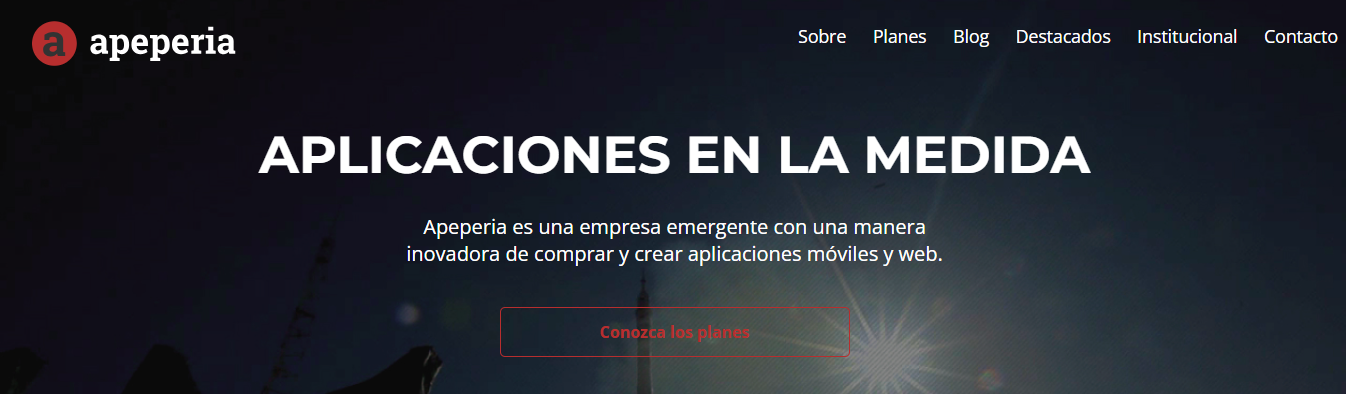 a apeperia
Sobre Planes Blog Destacados Institucional Contacto
APLICACIONES EN LA MEDIDA
Apeperia es una empresa emergente con una manera
inovadora de comprar y crear aplicaciones móviles y web.
Conozca los planes